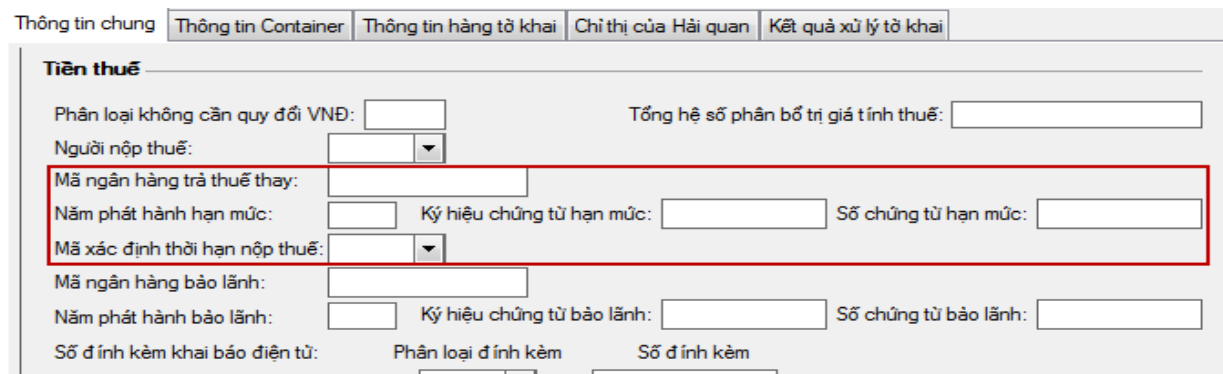 Thông tin chung Thông tin Container Thông tin hàng tờ khai Chỉ thị của Hải quan Kết quả xử lý tờ khai
Tiền thuế
Phân loại không cần quy đổi VNĐ: Tổng hệ số phân bổ trị giá tính thuế:
Người nộp thuế:
Mã ngân hàng trả thuế thay:
Năm phát hành hạn mức: Ký hiệu chứng từ hạn mức: Số chứng từ hạn mức:
Mã xác định thời hạn nộp thuế:
Mã ngân hàng bảo lãnh:
Năm phát hành bảo lãnh: Ký hiệu chứng từ bảo lãnh: Số chứng từ bảo lãnh:
Số đính kèm khai báo điện tử: Phân loại đính kèm Số đính kèm